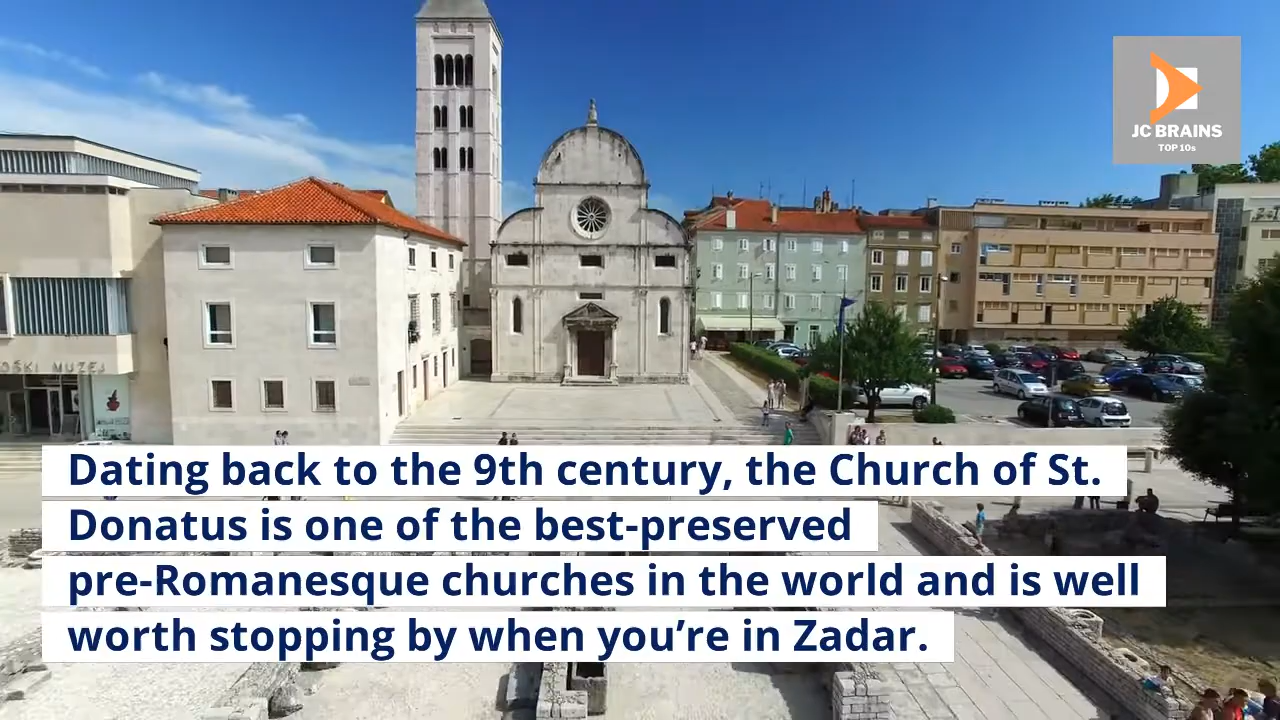 JC BRAINS
TOP 10s
OŠKI MUZEJ
Dating back to the 9th century, the Church of St.
Donatus is one of the best-preserved
pre-Romanesque churches in the world and is well
worth stopping by when you’re in Zadar.